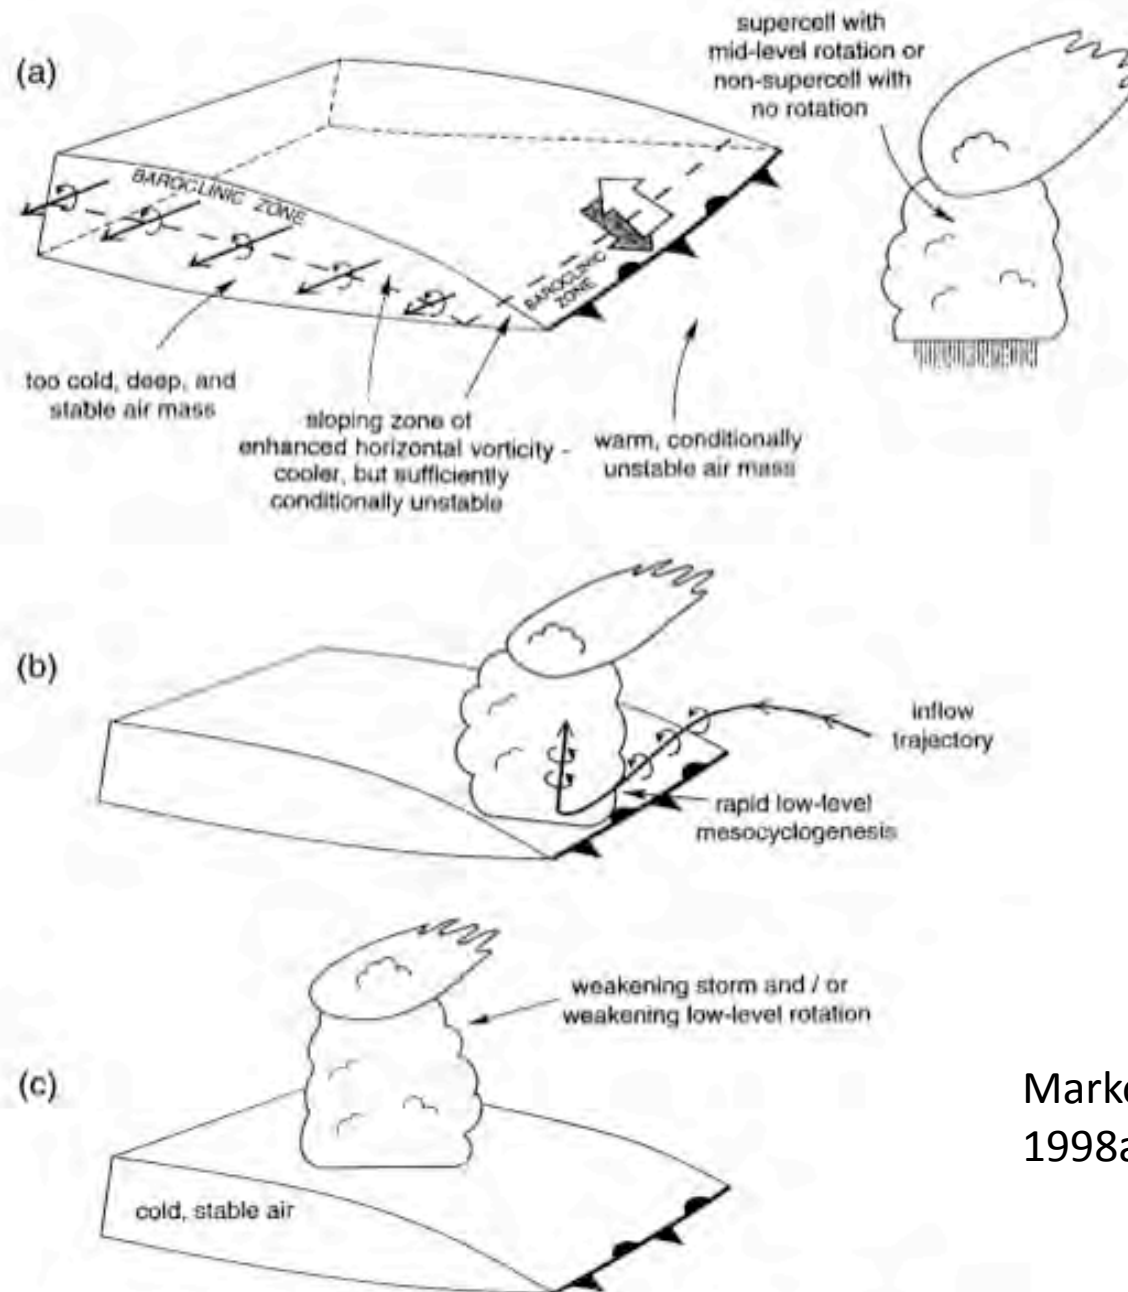 (a)
supercell with
mid-level rotation or
non-supercell with
no rotation
BAROCLINIC ZONE
BAROCLINIC
ZONE
too cold, deep, and
stable air mass
sloping zone of
enhanced horizontal vorticity -
cooler, but sufficiently
conditionally unstable
warm, conditionally
unstable air mass
(b)
inflow
trajectory
rapid low-level
mesocyclogenesis
(c)
weakening storm and / or
weakening low-level rotation
cold, stable air
1998a